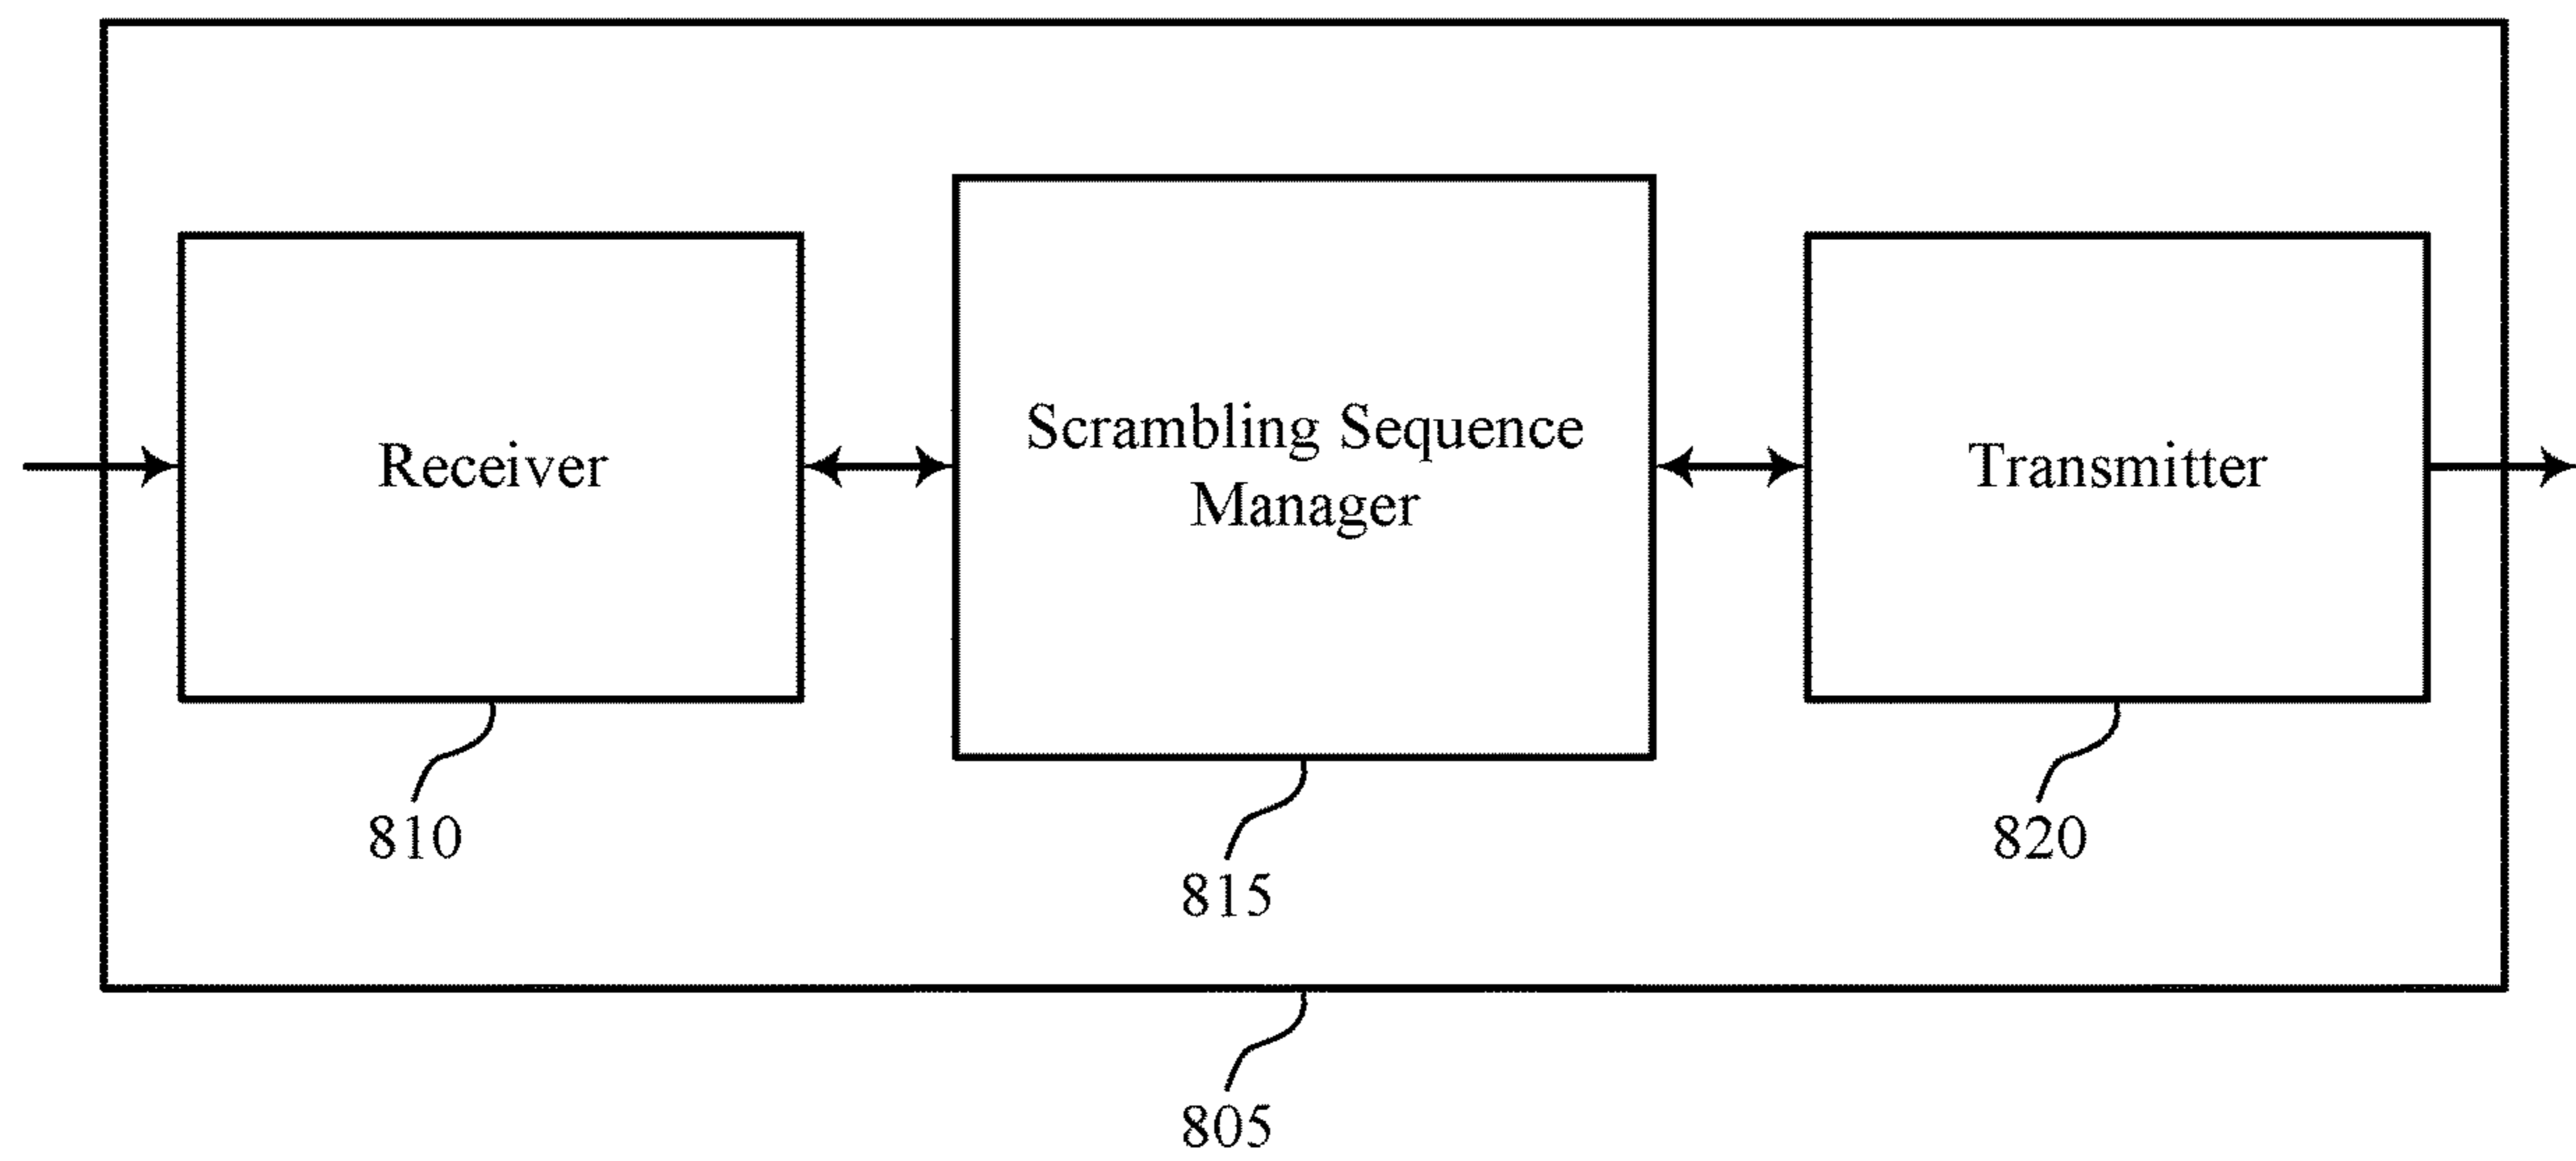 Receiver
Scrambling Sequence
Manager
Transmitter
810
815
820
805